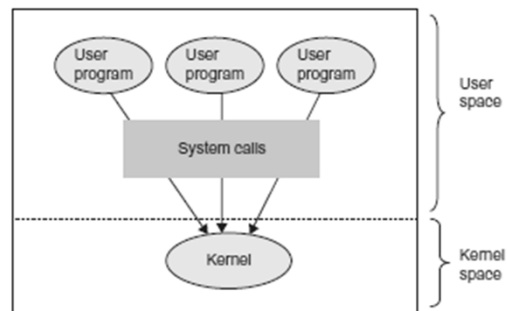 User
program
User
program
User
program
User
space
System calls
Kernel
Kernel
space